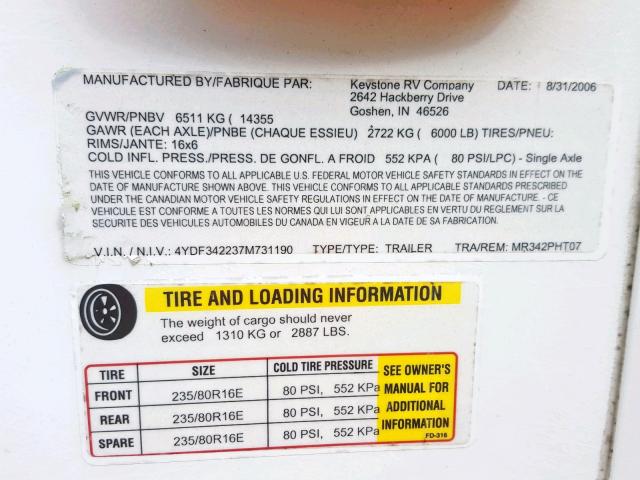 MANUFACTURED BY/FABRIQUE PAR: Keystone RV Company 8/31/2006
2642 Hackberry Drive
GVWR/PNBV 6511 KG ( 14355 Goshen, IN 46526
GAWR (EACH AXLE)/PNBE (CHAQUE ESSIEU) 2722 KG ( 6000 LB) TIRES/PNEU:
RIMS/JANTE: 16x6
COLD INFL. PRESS./PRESS. DE GONFL. A FROID 552 KPA ( 80 PSI/LPC) - Single Axle
THIS VEHICLE CONFORMS TO ALL APPLICABLE U.S. FEDERAL MOTOR VEHICLE SAFETY STANDARDS IN EFFECT ON THE
DATE OF MANUFACTURE SHOWN ABOVE. THIS VEHICLE CONFORMS TO ALL APPLICABLE STANDARDS PRESCRIBED
UNDER THE CANADIAN MOTOR VEHICLE SAFETY REGULATIONS IN EFFECT ON THE DATE OF MANUFACTURE. - CE
VEHICULE EST CONFORME A TOUTES LES NORMES QUI LUI SONT APPLICABLES EN VERTU DU REGLEMENT SUR LA
SECURITE DES VEHICULES AUTOMOBILES DU CANADA EN VIGEUR A LA DATE DE SA FABRICATION.
V.I.N. / N.I.V.: 4YDF342237M731190 TYPE/TYPE: TRAILER TRA/REM: MR342PHT07
TIRE AND LOADING INFORMATION
The weight of cargo should never
exceed 1310 KG or 2887 LBS.
TIRE SIZE COLD TIRE PRESSURE SEE OWNER'S
FRONT 235/80R16E 80 PSI, 552 KPa MANUAL FOR
REAR 235/80R16E 80 PSI, 552 KPa ADDITIONAL
SPARE 235/80R16E 80 PSI, 552 KPa INFORMATION
FD-316